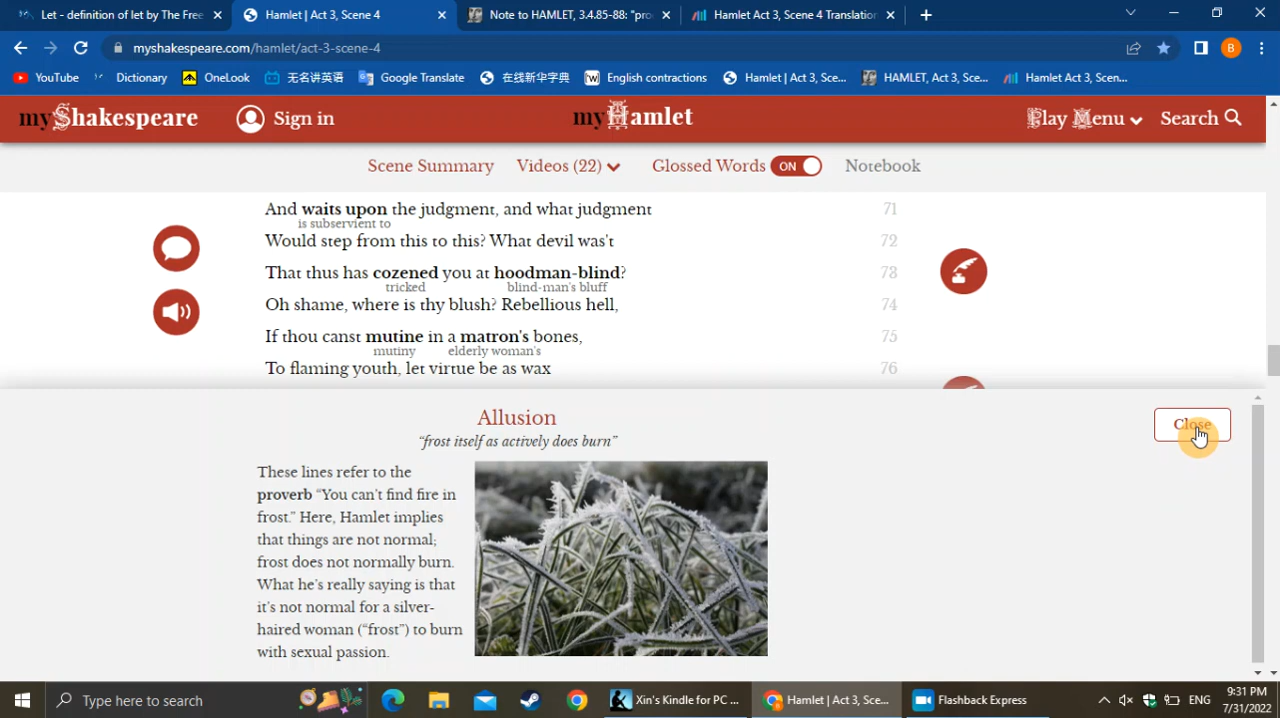 Let - definition of let by The Free
Hamlet | Act 3, Scene 4
Note to HAMLET, 3.4.85-88: "pro
Hamlet Act 3, Scene 4 Translation
myshakespeare.com/hamlet/act-3-scene-4
B
YouTube
Dictionary
OneLook
无名讲英语
Google Translate
在线新华字典
English contractions
Hamlet | Act 3, Sce...
HAMLET, Act 3, Sce...
Hamlet Act 3, Scen...
myShakespeare
Sign in
myHamlet
Play Menu
Search
Scene Summary
Videos (22)
Glossed Words ON
Notebook
And waits upon the judgment, and what judgment 71
is subservient to
Would step from this to this? What devil was't 72
That thus has cozened you at hoodman-blind? 73
tricked blind-man's bluff
Oh shame, where is thy blush? Rebellious hell, 74
If thou canst mutine in a matron's bones, 75
mutiny elderly woman's
To flaming youth, let virtue be as wax 76
Allusion
"frost itself as actively does burn"
Close
These lines refer to the
proverb "You can't find fire in
frost." Here, Hamlet implies
that things are not normal;
frost does not normally burn.
What he's really saying is that
it's not normal for a silver-
haired woman ("frost") to burn
with sexual passion.
Type here to search
Xin's Kindle for PC ...
Hamlet | Act 3, Sce...
Flashback Express
ENG
9:31 PM
7/31/2022